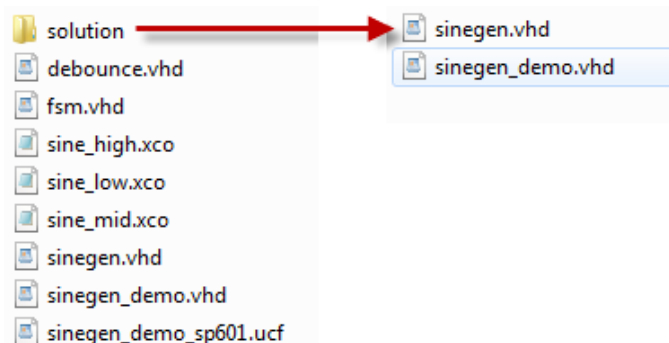 solution
debounce.vhd
fsm.vhd
sine_high.xco
sine_low.xco
sine_mid.xco
sinegen.vhd
sinegen_demo.vhd
sinegen_demo_sp601.ucf
sinegen.vhd
sinegen_demo.vhd